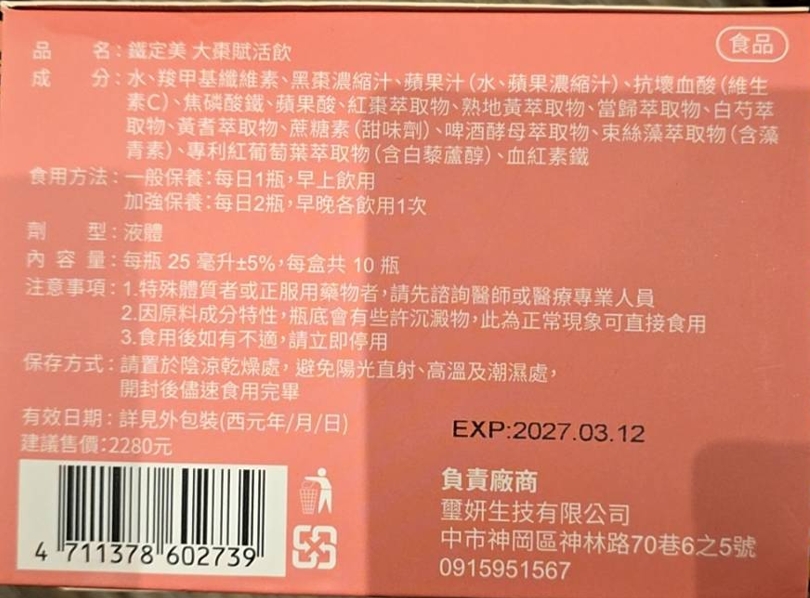 食品
品　　名：鐵定美 大棗賦活飲
成　　分：水、羧甲基纖維素、黑棗濃縮汁、蘋果汁（水、蘋果濃縮汁）、抗壞血酸（維生
素C）、焦磷酸鐵、蘋果酸、紅棗萃取物、熟地黃萃取物、當歸萃取物、白芍萃
取物、黃耆萃取物、蔗糖素（甜味劑）、啤酒酵母萃取物、束絲藻萃取物（含藻
青素）、專利紅葡萄葉萃取物（含白藜蘆醇）、血紅素鐵
食用方法：一般保養：每日1瓶，早上飲用
加強保養：每日2瓶，早晚各飲用1次
劑　　型：液體
內 容 量：每瓶 25 毫升±5%，每盒共 10 瓶
注意事項：1.特殊體質者或正服用藥物者，請先諮詢醫師或醫療專業人員
2.因原料成分特性，瓶底會有些許沉澱物，此為正常現象可直接食用
3.食用後如有不適，請立即停用
保存方式：請置於陰涼乾燥處，避免陽光直射、高溫及潮濕處，
開封後儘速食用完畢
有效日期：詳見外包裝(西元年/月/日)
建議售價：2280元
EXP:2027.03.12
4 711378 602739
負責廠商
璽妍生技有限公司
中市神岡區神林路70巷6之5號
0915951567